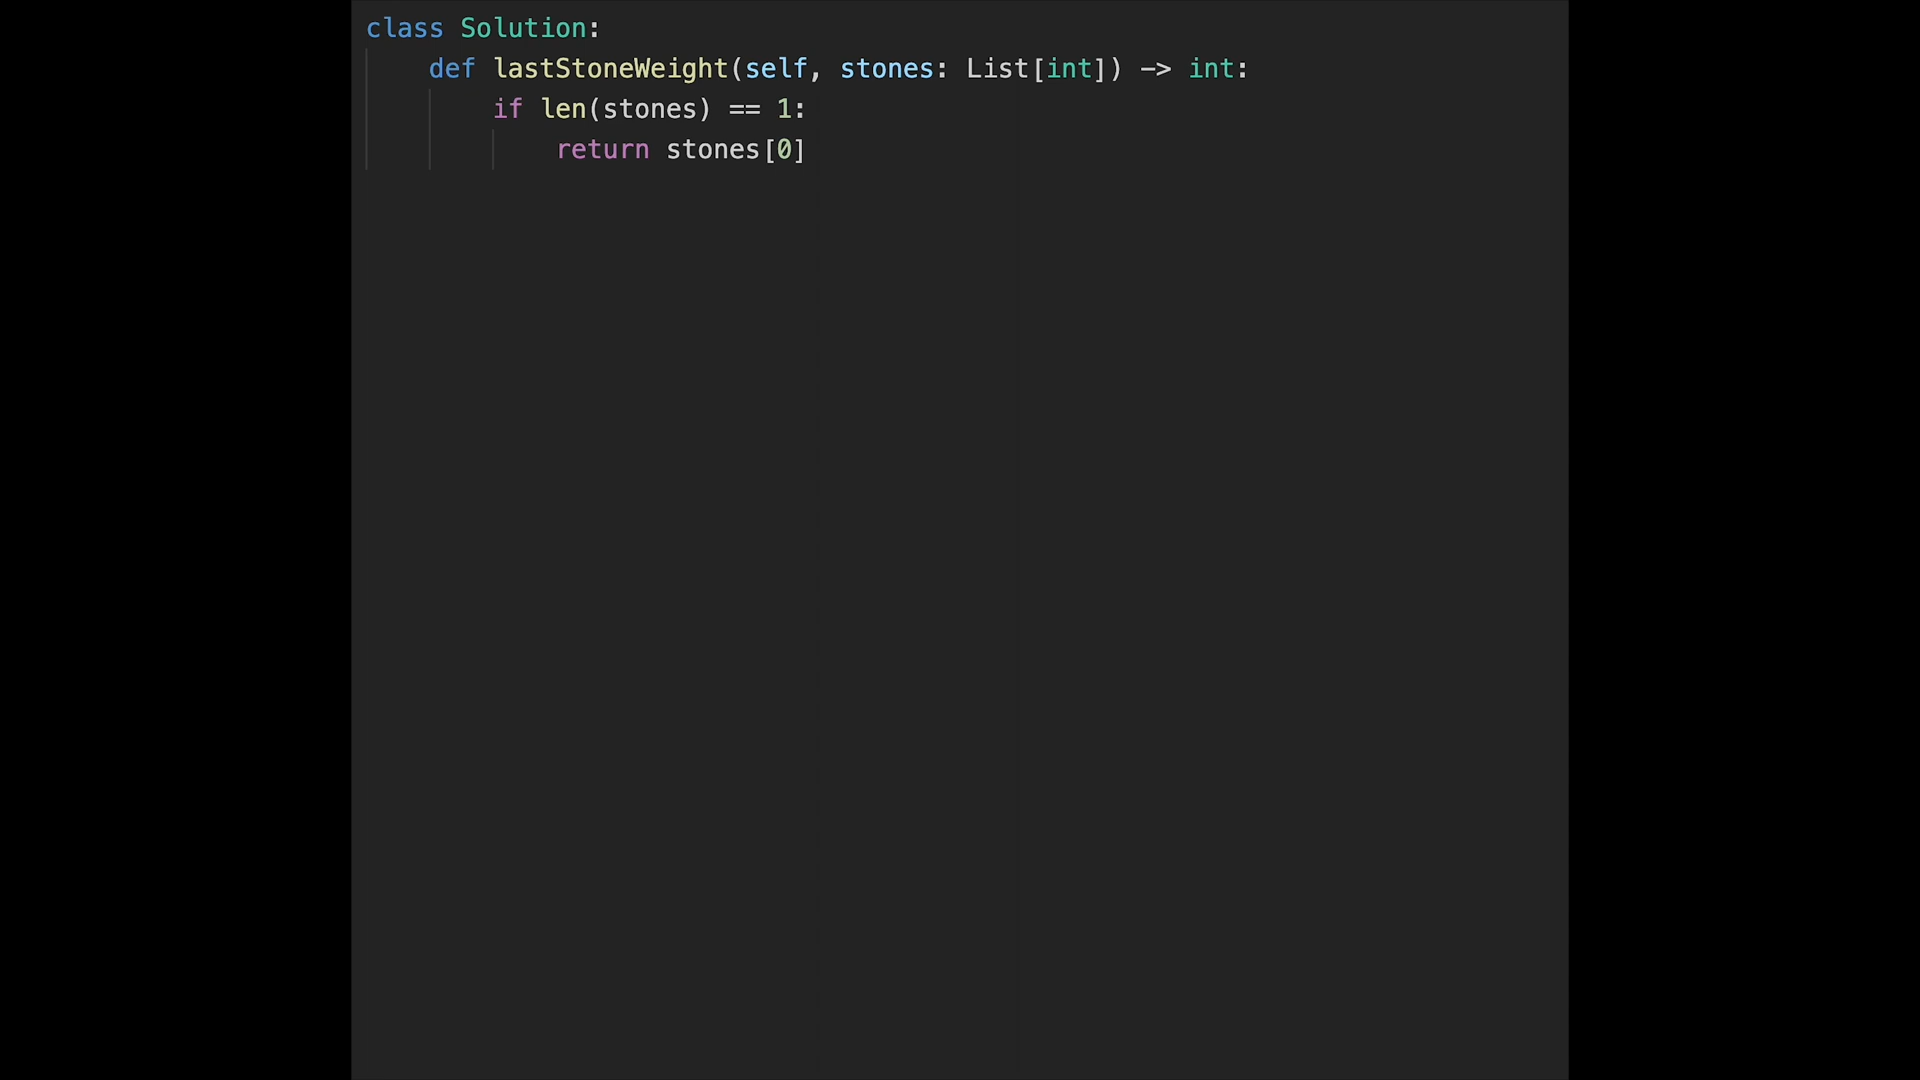 class Solution:
    def lastStoneWeight(self, stones: List[int]) -> int:
        if len(stones) == 1:
            return stones[0]